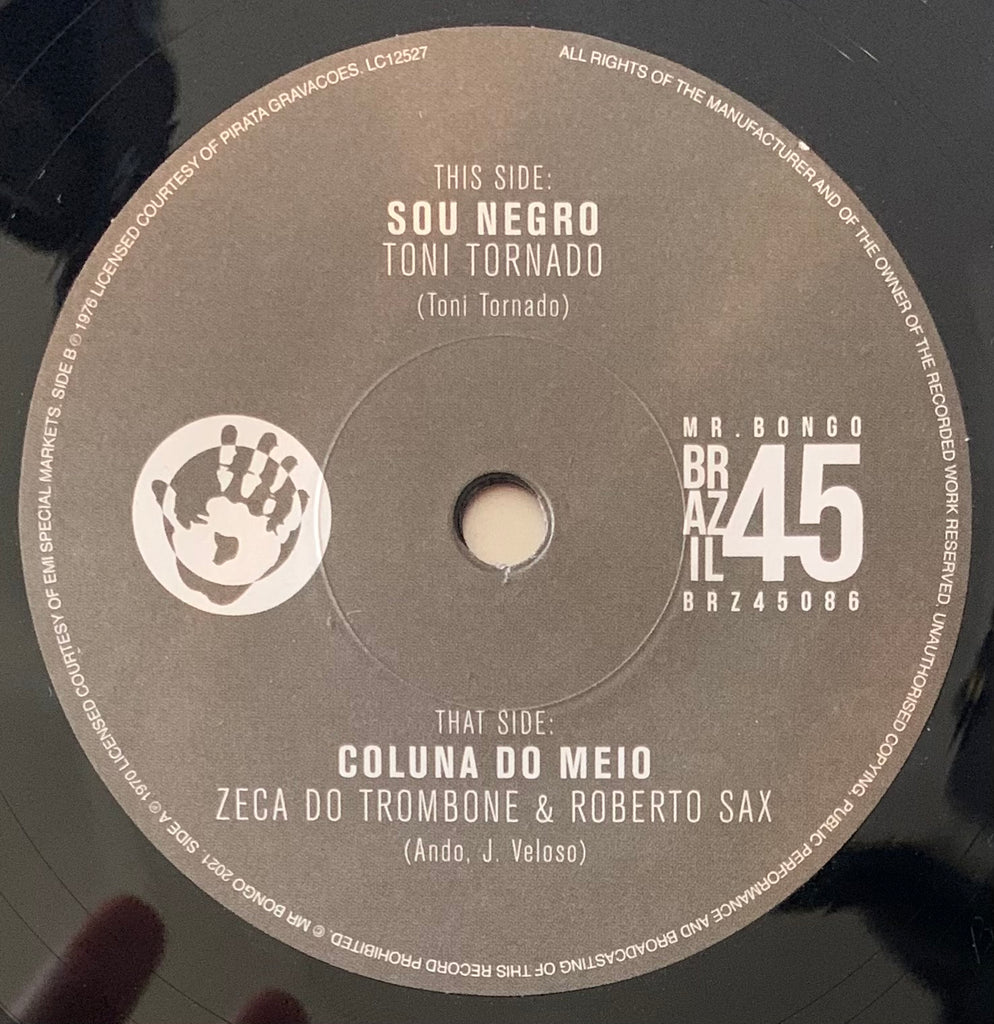 THIS SIDE:
SOU NEGRO
TONI TORNADO
(Toni Tornado)
MR.BONGO
BR
AZ
IL
45
BRZ45086
THAT SIDE:
COLUNA DO MEIO
ZECA DO TROMBONE & ROBERTO SAX
(Ando, J. Veloso)
ALL RIGHTS OF THE MANUFACTURER AND OF THE OWNER OF THE RECORDED WORK RESERVED. UNAUTHORISED COPYING, PUBLIC PERFORMANCE AND BROADCASTING OF THIS RECORD PROHIBITED. © MR BONGO 2021. SIDE A ℗ 1970 LICENSED COURTESY OF EMI SPECIAL MARKETS. SIDE B ℗ 1976 LICENSED COURTESY OF PIRATA GRAVACOES. LC12527